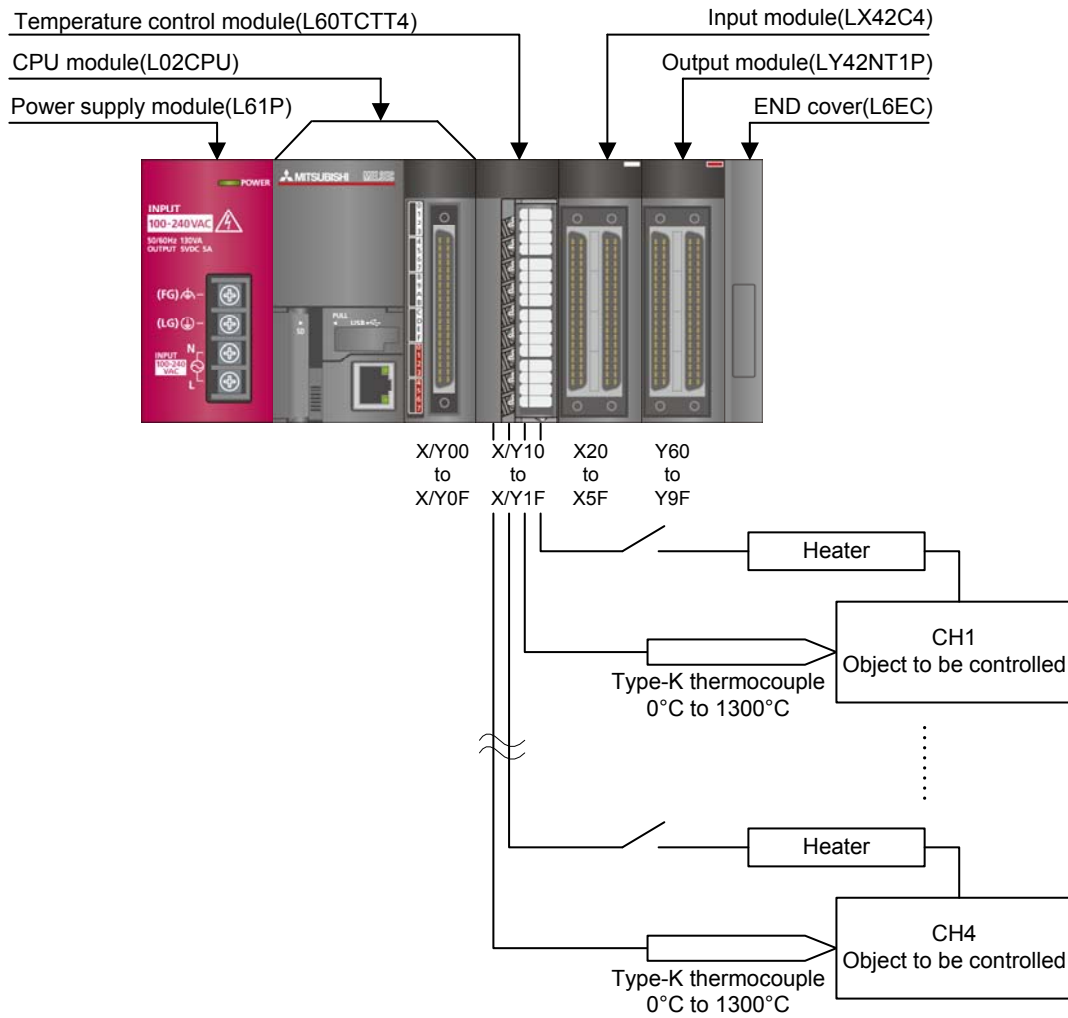 Temperature control module(L60TCTT4)
Input module(LX42C4)
CPU module(L02CPU)
Output module(LY42NT1P)
Power supply module(L61P)
END cover(L6EC)
POWER
MITSUBISHI
INPUT
100-240VAC
50/60Hz 130VA
OUTPUT 5VDC 5A
(FG)
(LG)
N
INPUT
100-240
VAC
L
PULL
USB
SD
X/Y00
to
X/Y0F
X/Y10
to
X/Y1F
X20
to
X5F
Y60
to
Y9F
Heater
CH1
Object to be controlled
Type-K thermocouple
0°C to 1300°C
Heater
CH4
Object to be controlled
Type-K thermocouple
0°C to 1300°C